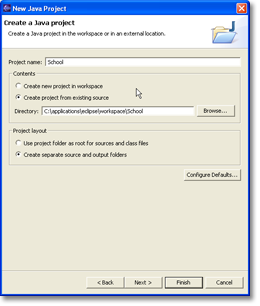 New Java Project
Create a Java project
Create a Java project in the workspace or in an external location.
Project name: School
Contents
Create new project in workspace
Create project from existing source
Directory: C:\applications\eclipse\workspace\School Browse...
Project layout
Use project folder as root for sources and class files
Create separate source and output folders
Configure Defaults...
< Back Next > Finish Cancel